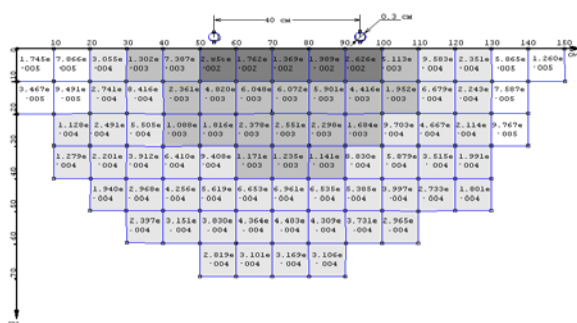 40 см
0.3 см
0 10 20 30 40 50 60 70 80 90 100 110 120 130 140 150
см
1.745e 7.866e 3.055e 1.302e 7.387e 1.762e 1.369e 1.989e 2.626e 5.113e 9.583e 2.351e 5.865e 1.260e
-005 -005 -004 -003 -003 -002 -002 -002 -002 -002 -003 -004 -004 -005 -005
10
3.467e 9.491e 2.741e 8.416e 2.361e 4.820e 6.048e 6.072e 5.901e 4.416e 1.952e 6.679e 2.243e 7.587e
-005 -005 -004 -004 -003 -003 -003 -003 -003 -003 -003 -004 -004 -005
20
1.128e 2.491e 5.505e 1.088e 1.816e 2.378e 2.551e 2.298e 1.684e 9.703e 4.667e 2.114e 9.767e
-004 -004 -004 -003 -003 -003 -003 -003 -003 -004 -004 -004 -005
30
1.279e 2.201e 3.912e 6.410e 9.408e 1.171e 1.235e 1.141e 8.830e 5.879e 3.515e 1.991e
-004 -004 -004 -004 -004 -003 -003 -003 -004 -004 -004 -004
40
1.940e 2.968e 4.256e 5.619e 6.653e 6.961e 6.535e 5.385e 3.997e 2.733e 1.801e
-004 -004 -004 -004 -004 -004 -004 -004 -004 -004 -004
50
2.397e 3.151e 3.830e 4.364e 4.483e 4.309e 3.731e 2.965e
-004 -004 -004 -004 -004 -004 -004 -004
60
2.819e 3.101e 3.169e 3.106e
-004 -004 -004 -004
70
см